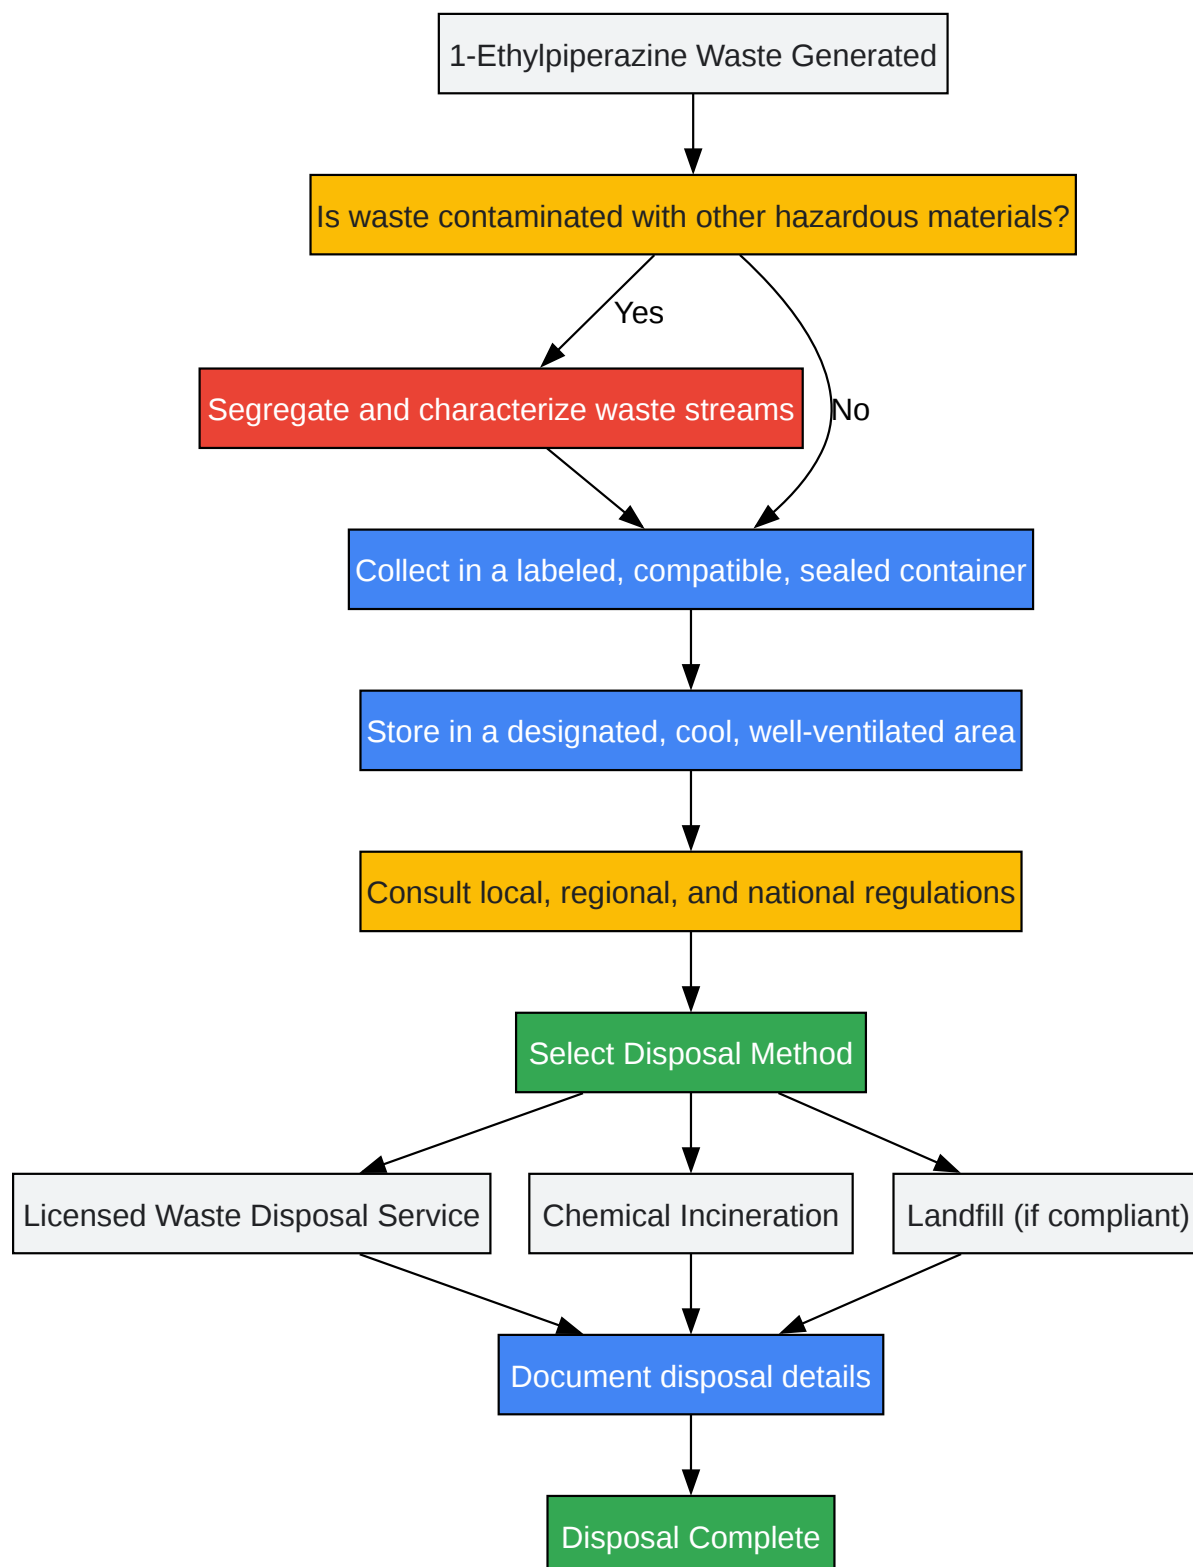 1-Ethylpiperazine Waste Generated
Is waste contaminated with other hazardous materials?
Yes
Segregate and characterize waste streams
No
Collect in a labeled, compatible, sealed container
Store in a designated, cool, well-ventilated area
Consult local, regional, and national regulations
Select Disposal Method
Licensed Waste Disposal Service
Chemical Incineration
Landfill (if compliant)
Document disposal details
Disposal Complete